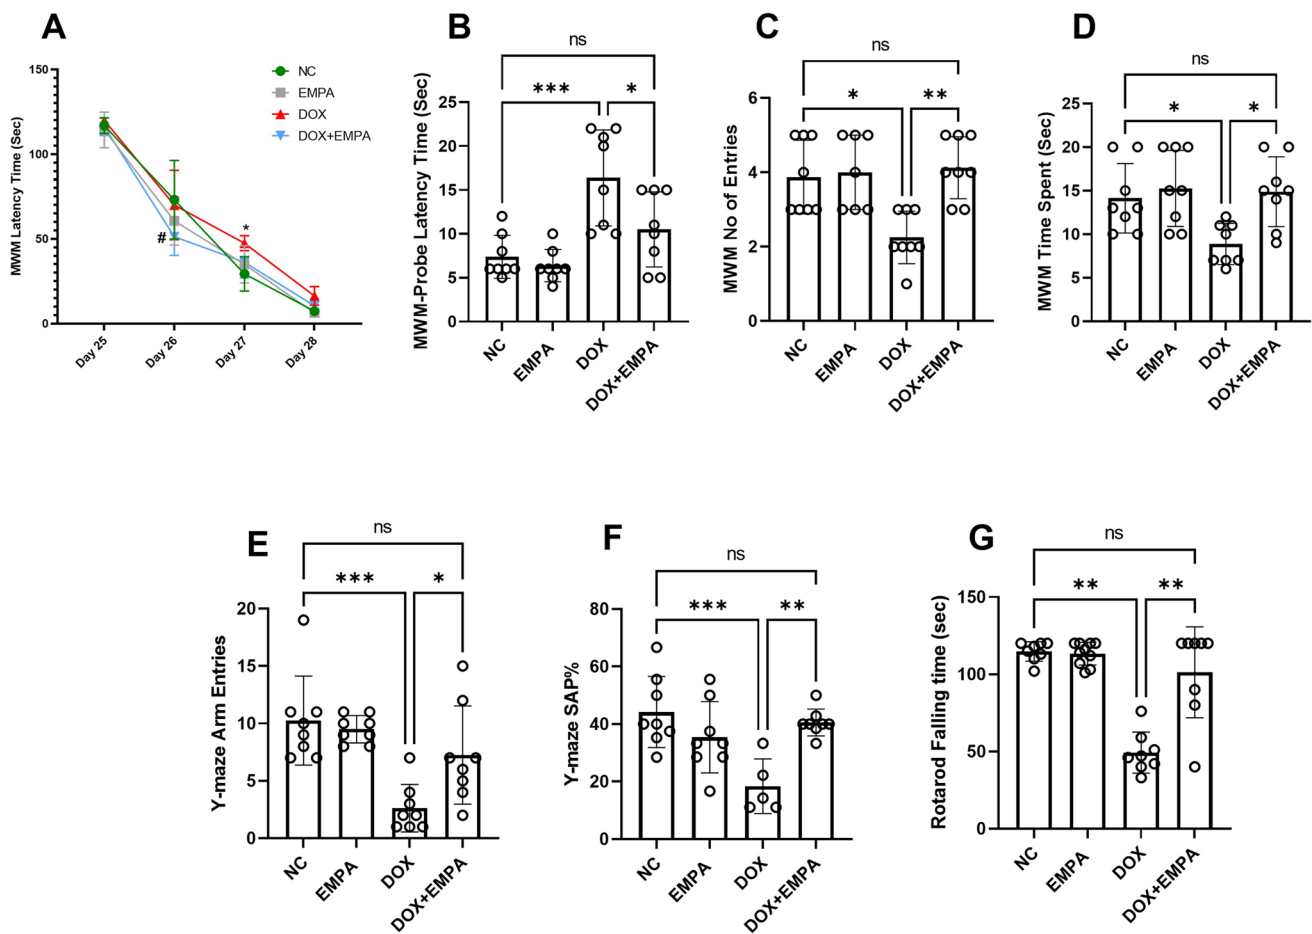 A
MWM Latency Time (Sec)
150
100
50
0
Day 25
Day 26
Day 27
Day 28
NC
EMPA
DOX
DOX+EMPA
#
*
B
MWM-Probe Latency Time (Sec)
25
20
15
10
5
0
ns
***
*
NC
EMPA
DOX
DOX+EMPA
C
MWM No of Entries
6
4
2
0
ns
*
**
NC
EMPA
DOX
DOX+EMPA
D
MWM Time Spent (Sec)
25
20
15
10
5
0
ns
*
*
NC
EMPA
DOX
DOX+EMPA
E
Y-maze Arm Entries
20
15
10
5
0
ns
***
*
NC
EMPA
DOX
DOX+EMPA
F
Y-maze SAP%
80
60
40
20
0
ns
***
**
NC
EMPA
DOX
DOX+EMPA
G
Rotarod Falling time (sec)
150
100
50
0
ns
**
**
NC
EMPA
DOX
DOX+EMPA